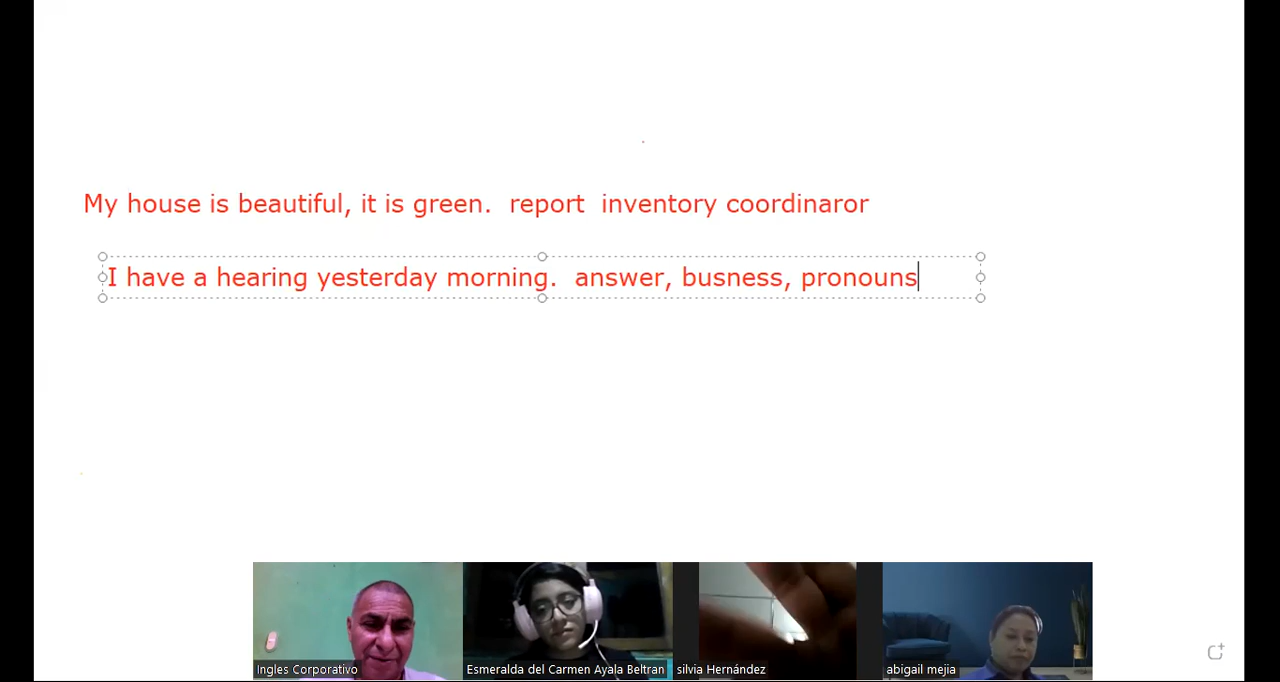 My house is beautiful, it is green.  report  inventory coordinaror
I have a hearing yesterday morning.  answer, busness, pronouns
Ingles Corporativo
Esmeralda del Carmen Ayala Beltran
silvia Hernández
abigail mejia